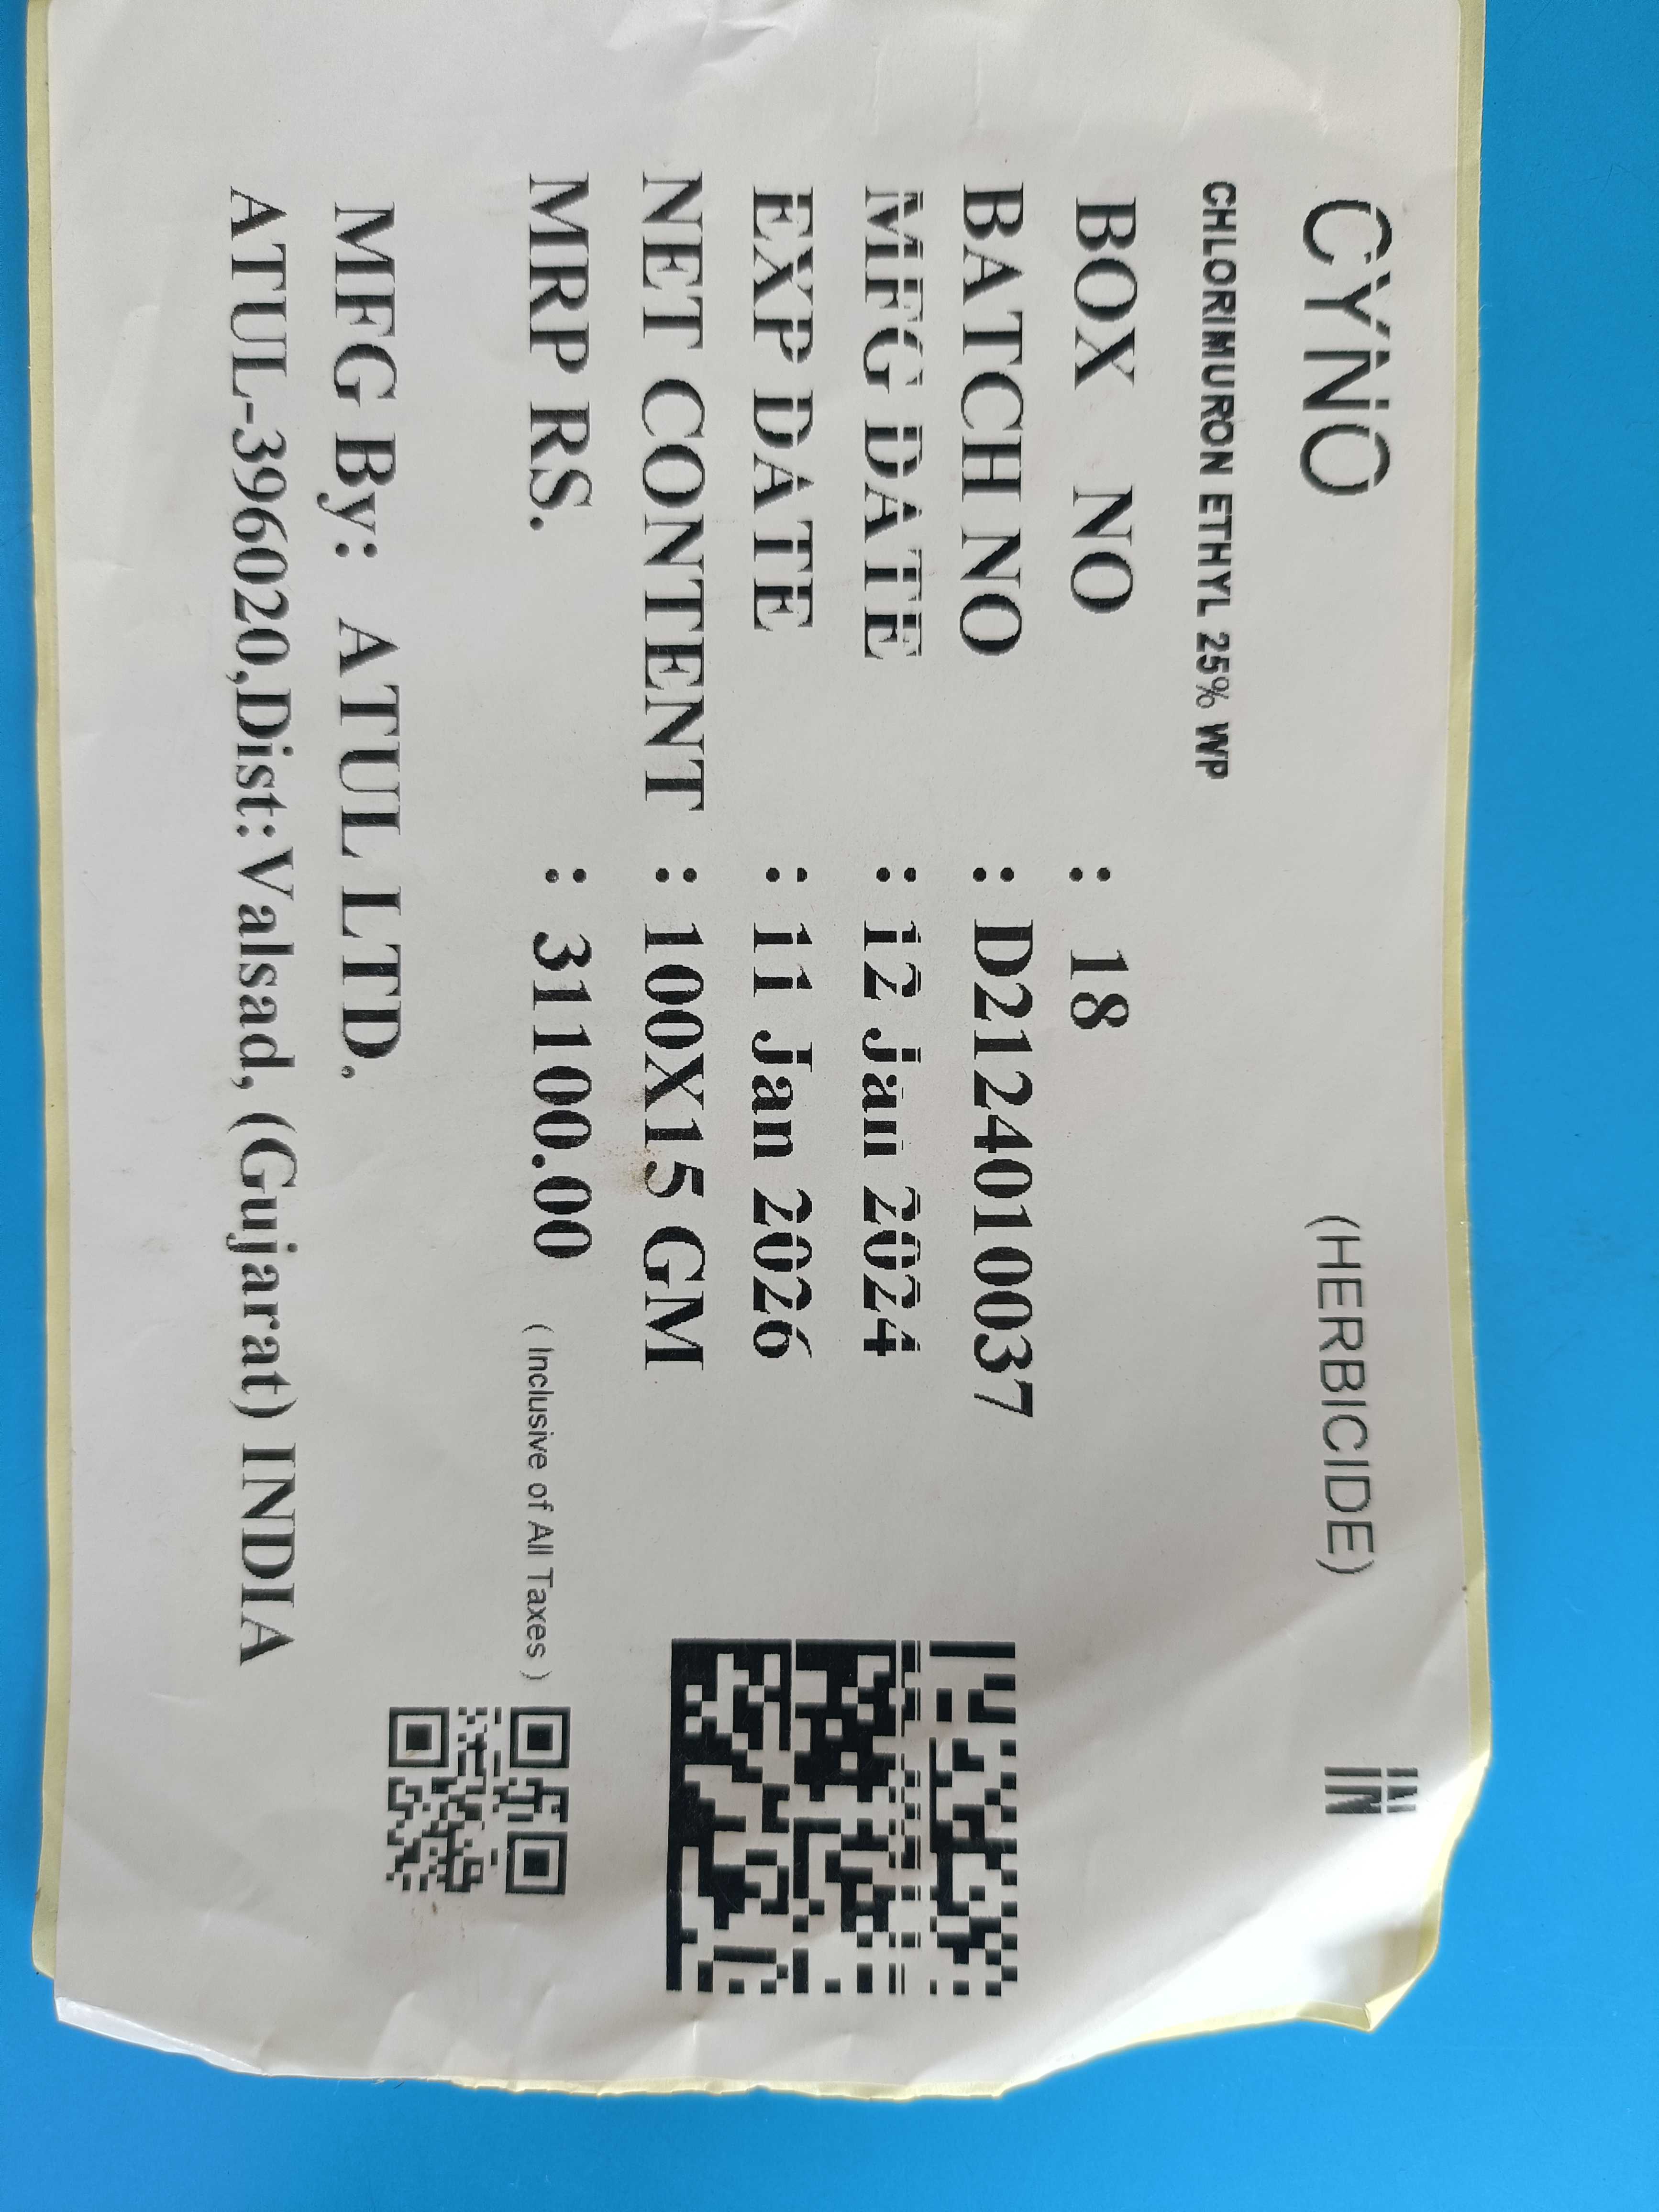 CYNO (HERBICIDE) IN
CHLORIMURON ETHYL 25% WP
BOX NO : 18
BATCH NO : D2124010037
MFG DATE : 12 Jan 2024
EXP DATE : 11 Jan 2026
NET CONTENT : 100X15 GM
MRP RS. : 31100.00 ( Inclusive of All Taxes )
MFG By: ATUL LTD.
ATUL-396020,Dist:Valsad, (Gujarat) INDIA